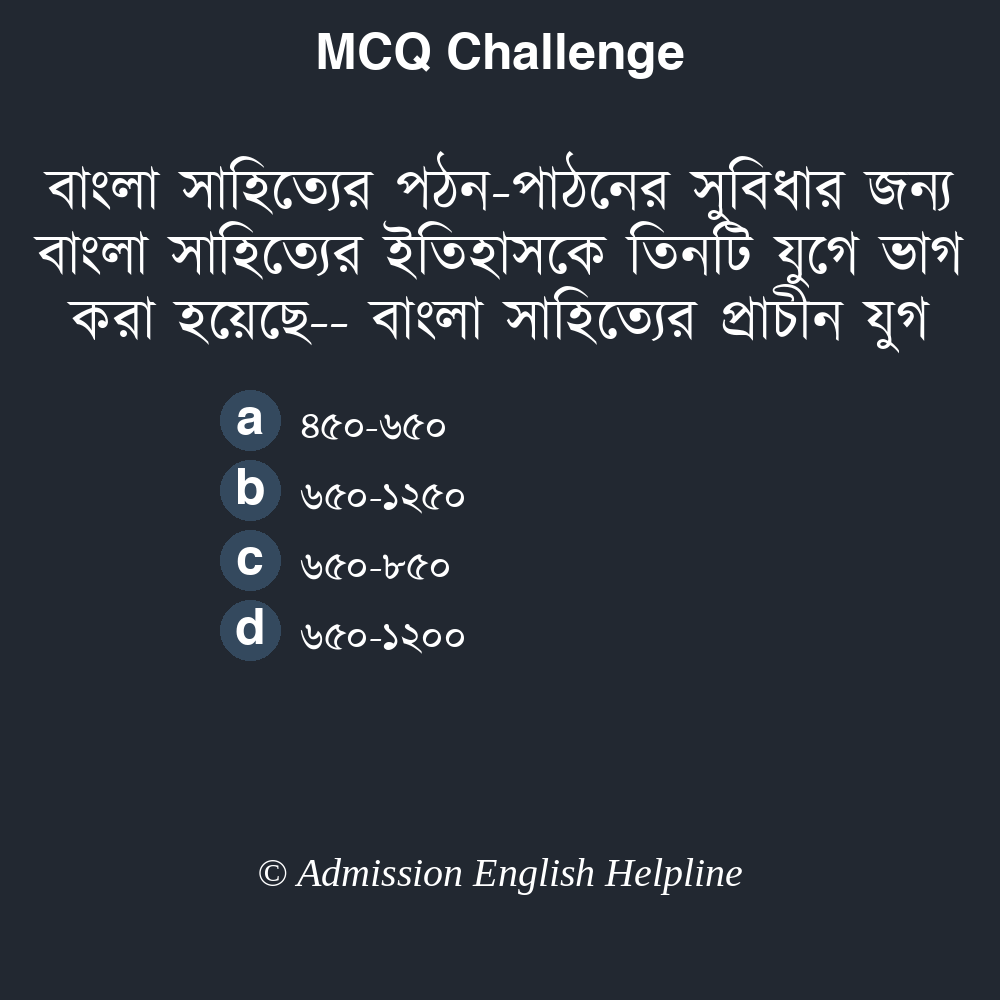 MCQ Challenge
বাংলা সাহিত্যের পঠন-পাঠনের সুবিধার জন্য
বাংলা সাহিত্যের ইতিহাসকে তিনটি যুগে ভাগ
করা হয়েছে-- বাংলা সাহিত্যের প্রাচীন যুগ
a ৪৫০-৬৫০
b ৬৫০-১২৫০
c ৬৫০-৮৫০
d ৬৫০-১২০০
© Admission English Helpline